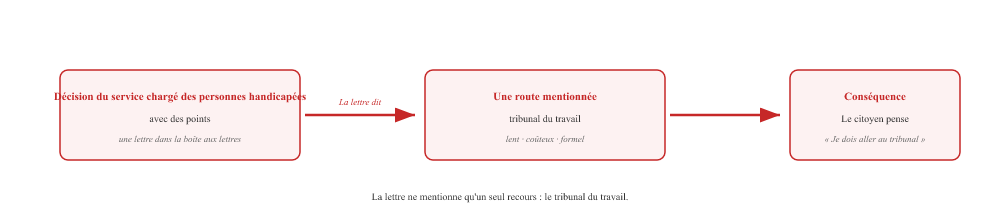 Décision du service chargé des personnes handicapées
avec des points
une lettre dans la boîte aux lettres
La lettre dit
Une route mentionnée
tribunal du travail
lent · coûteux · formel
Conséquence
Le citoyen pense
« Je dois aller au tribunal »
La lettre ne mentionne qu'un seul recours : le tribunal du travail.